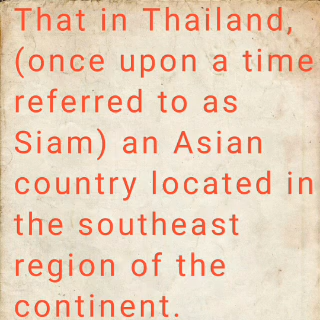 That in Thailand,
(once upon a time
referred to as
Siam) an Asian
country located in
the southeast
region of the
continent.